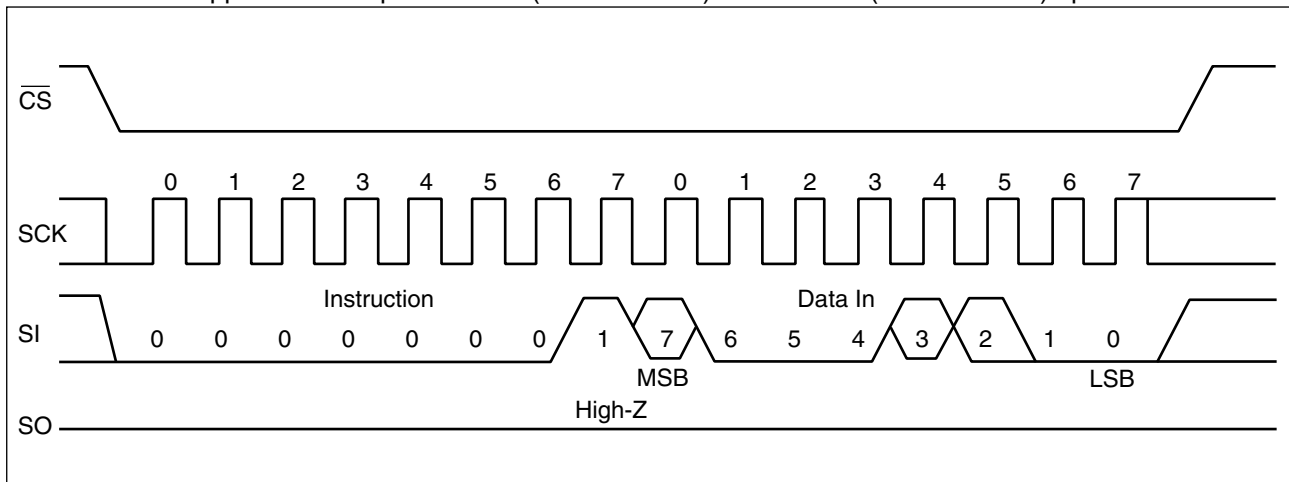 CS
0 1 2 3 4 5 6 7 0 1 2 3 4 5 6 7
SCK
Instruction Data In
SI 0 0 0 0 0 0 0 1 7 6 5 4 3 2 1 0
MSB LSB
High-Z
SO